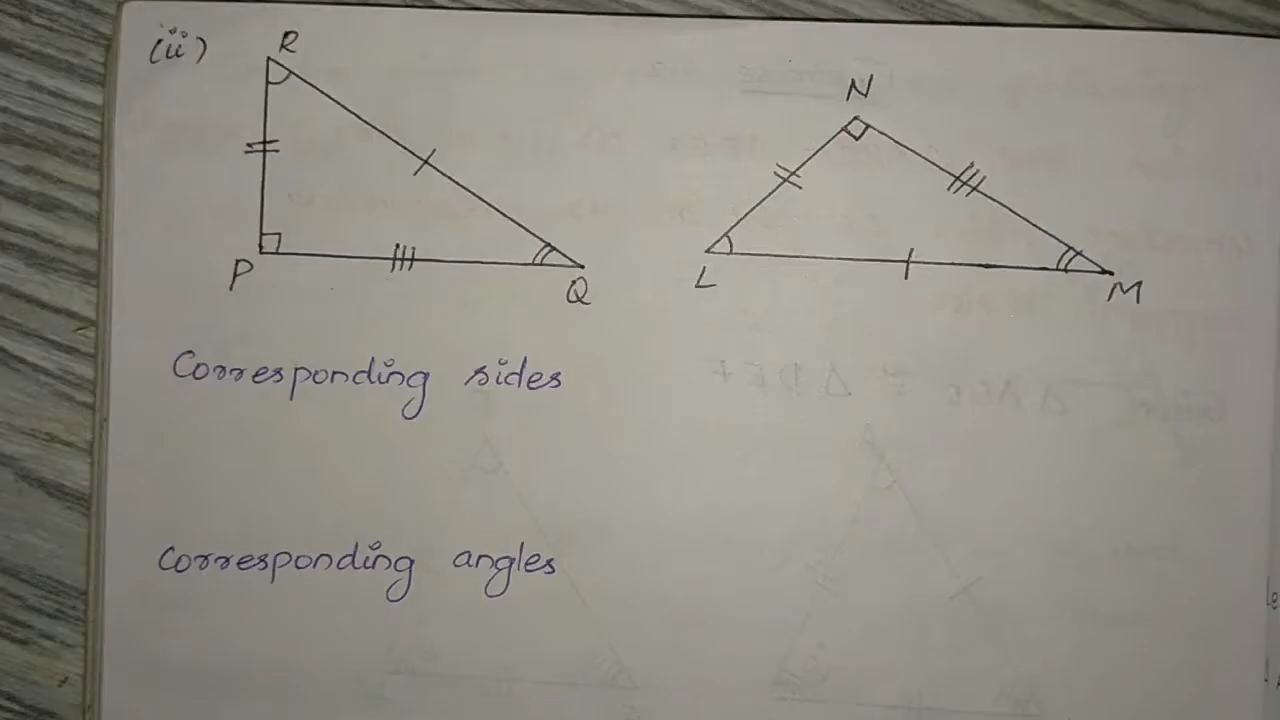 (ii)
R
N
P
Q
L
M
Corresponding sides
Corresponding angles